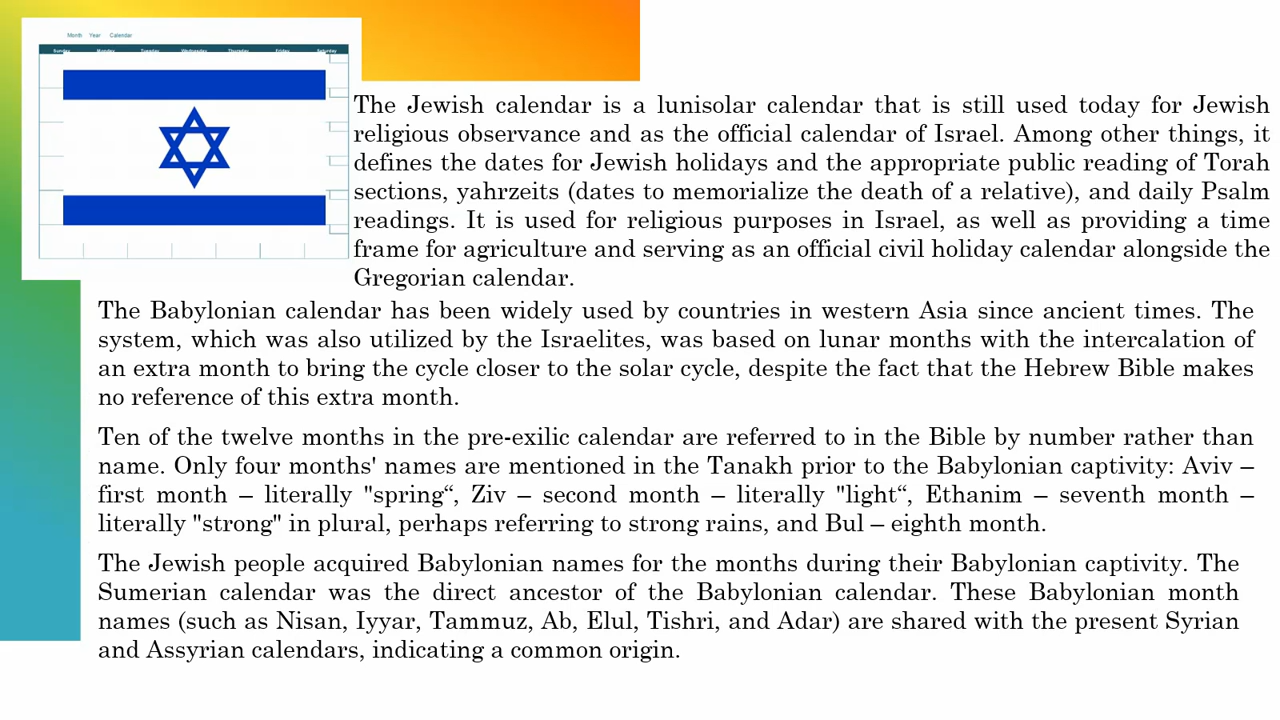 Month Year Calendar
Sunday Monday Tuesday Wednesday Thursday Friday Saturday
The Jewish calendar is a lunisolar calendar that is still used today for Jewish
religious observance and as the official calendar of Israel. Among other things, it
defines the dates for Jewish holidays and the appropriate public reading of Torah
sections, yahrzeits (dates to memorialize the death of a relative), and daily Psalm
readings. It is used for religious purposes in Israel, as well as providing a time
frame for agriculture and serving as an official civil holiday calendar alongside the
Gregorian calendar.
The Babylonian calendar has been widely used by countries in western Asia since ancient times. The
system, which was also utilized by the Israelites, was based on lunar months with the intercalation of
an extra month to bring the cycle closer to the solar cycle, despite the fact that the Hebrew Bible makes
no reference of this extra month.
Ten of the twelve months in the pre-exilic calendar are referred to in the Bible by number rather than
name. Only four months' names are mentioned in the Tanakh prior to the Babylonian captivity: Aviv –
first month – literally "spring“, Ziv – second month – literally "light“, Ethanim – seventh month –
literally "strong" in plural, perhaps referring to strong rains, and Bul – eighth month.
The Jewish people acquired Babylonian names for the months during their Babylonian captivity. The
Sumerian calendar was the direct ancestor of the Babylonian calendar. These Babylonian month
names (such as Nisan, Iyyar, Tammuz, Ab, Elul, Tishri, and Adar) are shared with the present Syrian
and Assyrian calendars, indicating a common origin.